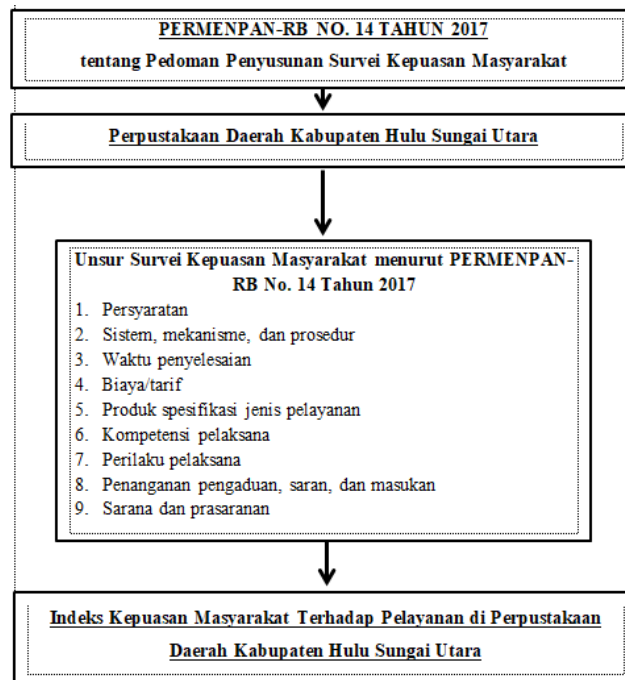 PERMENPAN-RB NO. 14 TAHUN 2017
tentang Pedoman Penyusunan Survei Kepuasan Masyarakat
Perpustakaan Daerah Kabupaten Hulu Sungai Utara
Unsur Survei Kepuasan Masyarakat menurut PERMENPAN-
RB No. 14 Tahun 2017
1. Persyaratan
2. Sistem, mekanisme, dan prosedur
3. Waktu penyelesaian
4. Biaya/tarif
5. Produk spesifikasi jenis pelayanan
6. Kompetensi pelaksana
7. Perilaku pelaksana
8. Penanganan pengaduan, saran, dan masukan
9. Sarana dan prasaranan
Indeks Kepuasan Masyarakat Terhadap Pelayanan di Perpustakaan
Daerah Kabupaten Hulu Sungai Utara